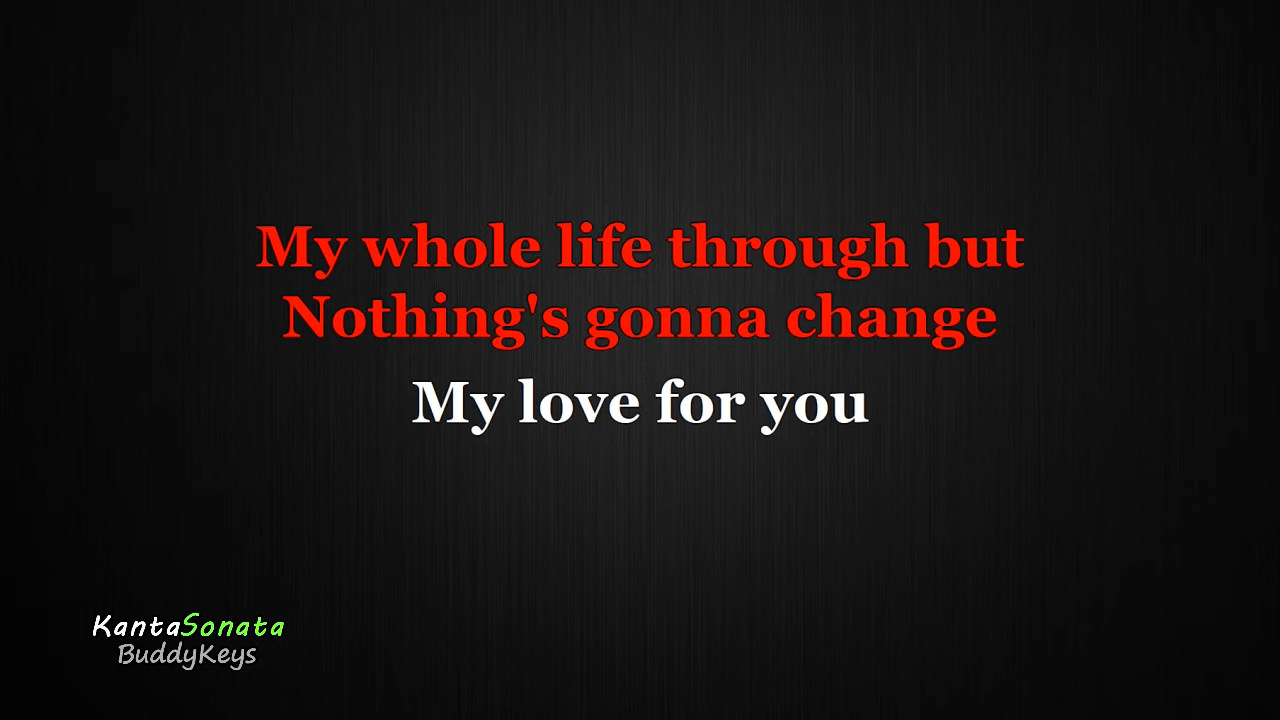 My whole life through but
Nothing's gonna change
My love for you
KantaSonata
BuddyKeys